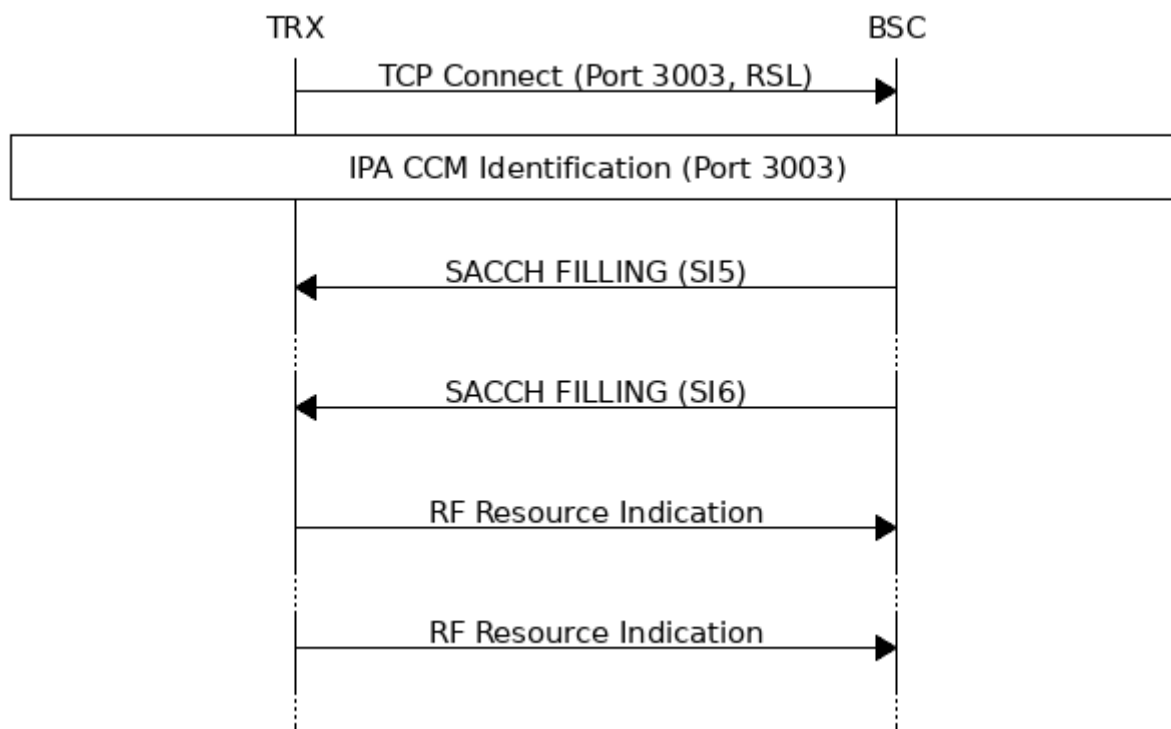 TRX BSC
TCP Connect (Port 3003, RSL)
IPA CCM Identification (Port 3003)
SACCH FILLING (SI5)
SACCH FILLING (SI6)
RF Resource Indication
RF Resource Indication